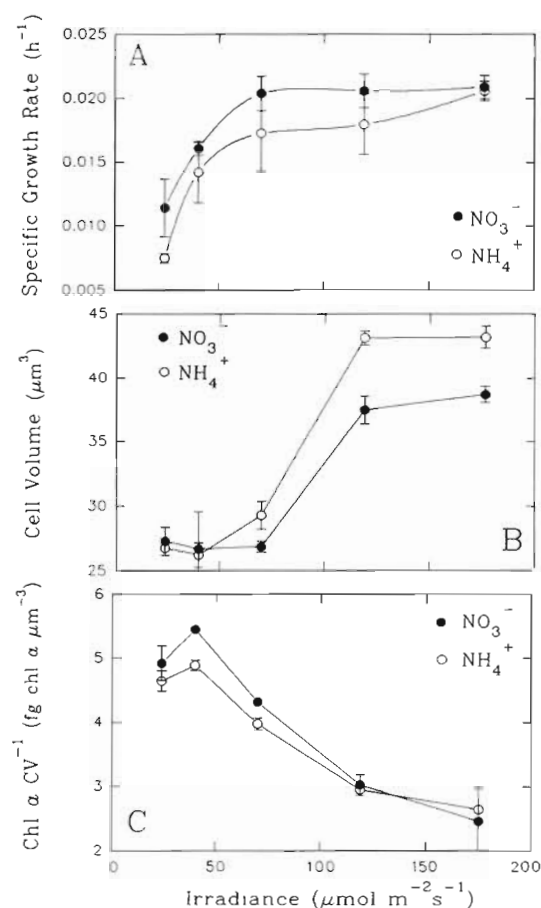 0.025
0.020
0.015
0.010
0.005
Specific Growth Rate (h⁻¹)
A
NO₃⁻
NH₄⁺
45
40
35
30
25
Cell Volume (μm³)
NO₃⁻
NH₄⁺
B
6
5
4
3
2
Chl a CV⁻¹ (fg chl a μm⁻³)
NO₃⁻
NH₄⁺
C
0 50 100 150 200
irradiance (μmol m⁻² s⁻¹)